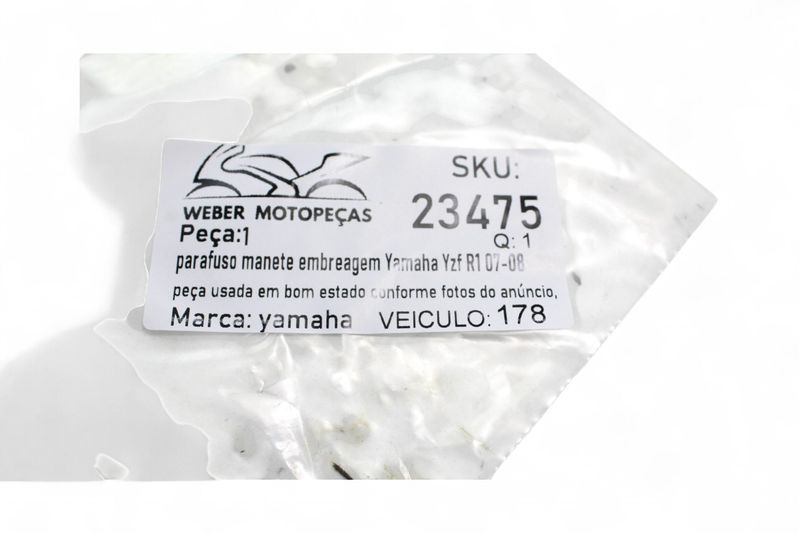 SKU:
WEBER MOTOPEÇAS
23475
Peça:1
Q: 1
parafuso manete embreagem Yamaha Yzf R1 07-08
peça usada em bom estado conforme fotos do anúncio,
Marca: yamaha VEICULO: 178